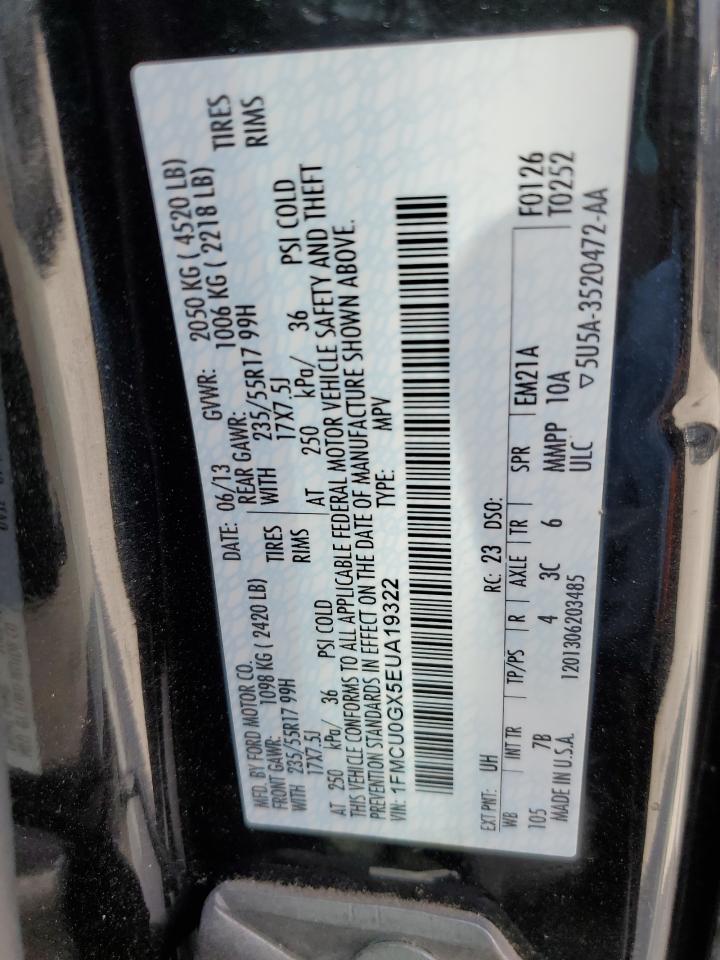 MFD. BY FORD MOTOR CO.
DATE: 06/13 GVWR: 2050 KG ( 4520 LB)
FRONT GAWR: 1098 KG ( 2420 LB) REAR GAWR: 1006 KG ( 2218 LB)
WITH 235/55R17 99H TIRES WITH 235/55R17 99H TIRES
17X7.5J RIMS 17X7.5J RIMS
AT 250 kPa/ 36 PSI COLD AT 250 kPa/ 36 PSI COLD
THIS VEHICLE CONFORMS TO ALL APPLICABLE FEDERAL MOTOR VEHICLE SAFETY AND THEFT
PREVENTION STANDARDS IN EFFECT ON THE DATE OF MANUFACTURE SHOWN ABOVE.
VIN: 1FMCU0GX5EUA19322 TYPE: MPV
EXT PNT: UH RC: 23 DSO: F0126
WB INT TR TP/PS R AXLE TR SPR EM21A T0252
105 7B 4 3C 6 MMPP 10A
MADE IN U.S.A. 1201306203485 ULC ▽5U5A-3520472-AA